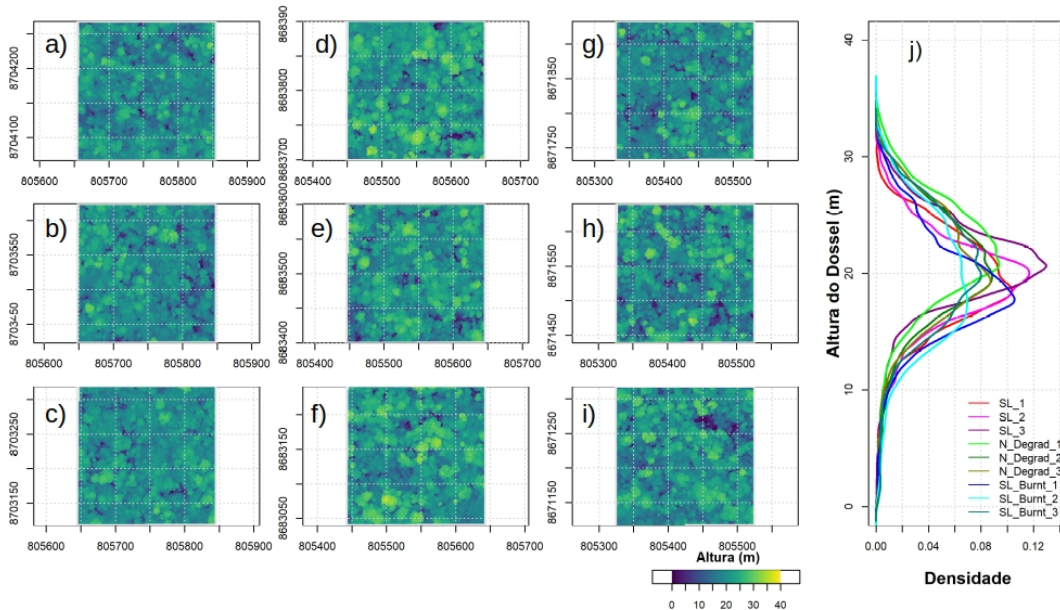 a)
8704200
8704100
805600 805700 805800 805900
b)
8703550
8703450
805600 805700 805800 805900
c)
8703250
8703150
805600 805700 805800 805900
d)
868390
8683800
8683700
805400 805500 805600 805700
e)
8683600
8683500
8683400
805400 805500 805600 805700
f)
8683150
8683050
805400 805500 805600 805700
g)
8671850
8671750
805300 805400 805500
h)
8671550
8671450
805300 805400 805500
i)
8671250
8671150
805300 805400 805500
Altura (m)
0 10 20 30 40
j)
Altura do Dossel (m)
40
30
20
10
0
SL_1
SL_2
SL_3
N_Degrad_1
N_Degrad_2
N_Degrad_3
SL_Burnt_1
SL_Burnt_2
SL_Burnt_3
0.00 0.04 0.08 0.12
Densidade